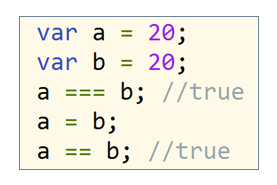 var a = 20;
var b = 20;
a === b; //true
a = b;
a == b; //true